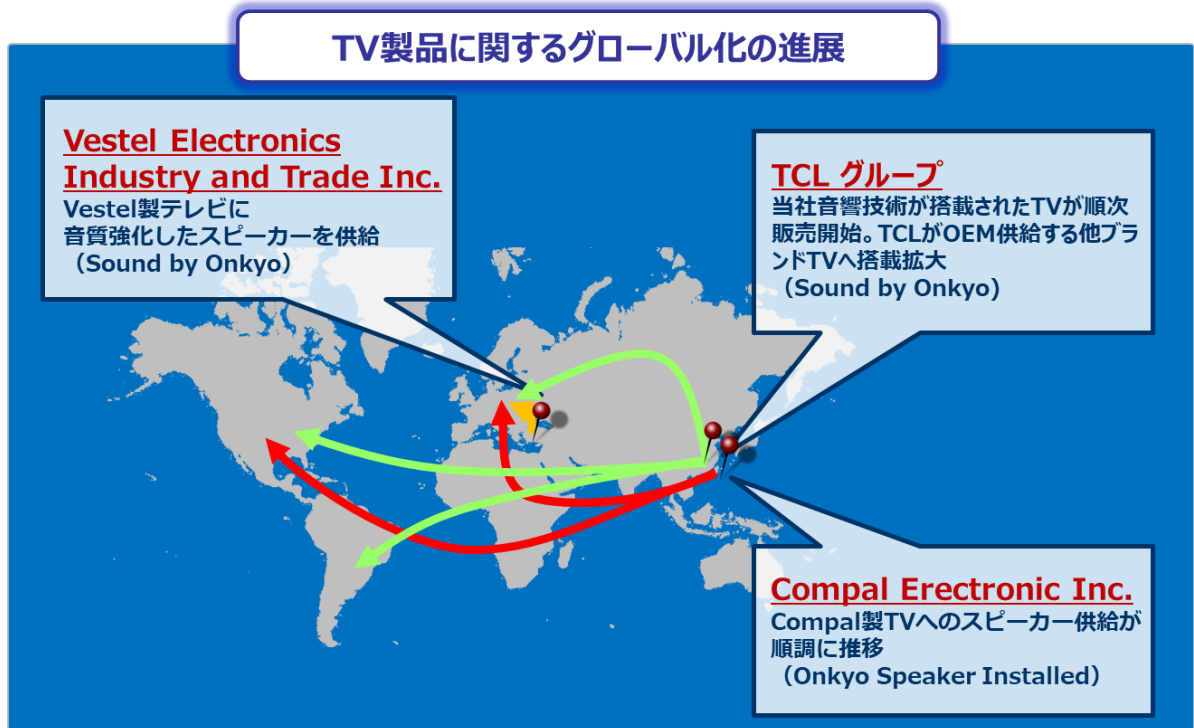 TV製品に関するグローバル化の進展
Vestel Electronics
Industry and Trade Inc.
Vestel製テレビに
音質強化したスピーカーを供給
（Sound by Onkyo）
TCL グループ
当社音響技術が搭載されたTVが順次
販売開始。TCLがOEM供給する他ブラ
ンドTVへ搭載拡大
（Sound by Onkyo)
Compal Erectronic Inc.
Compal製TVへのスピーカー供給が
順調に推移
（Onkyo Speaker Installed）